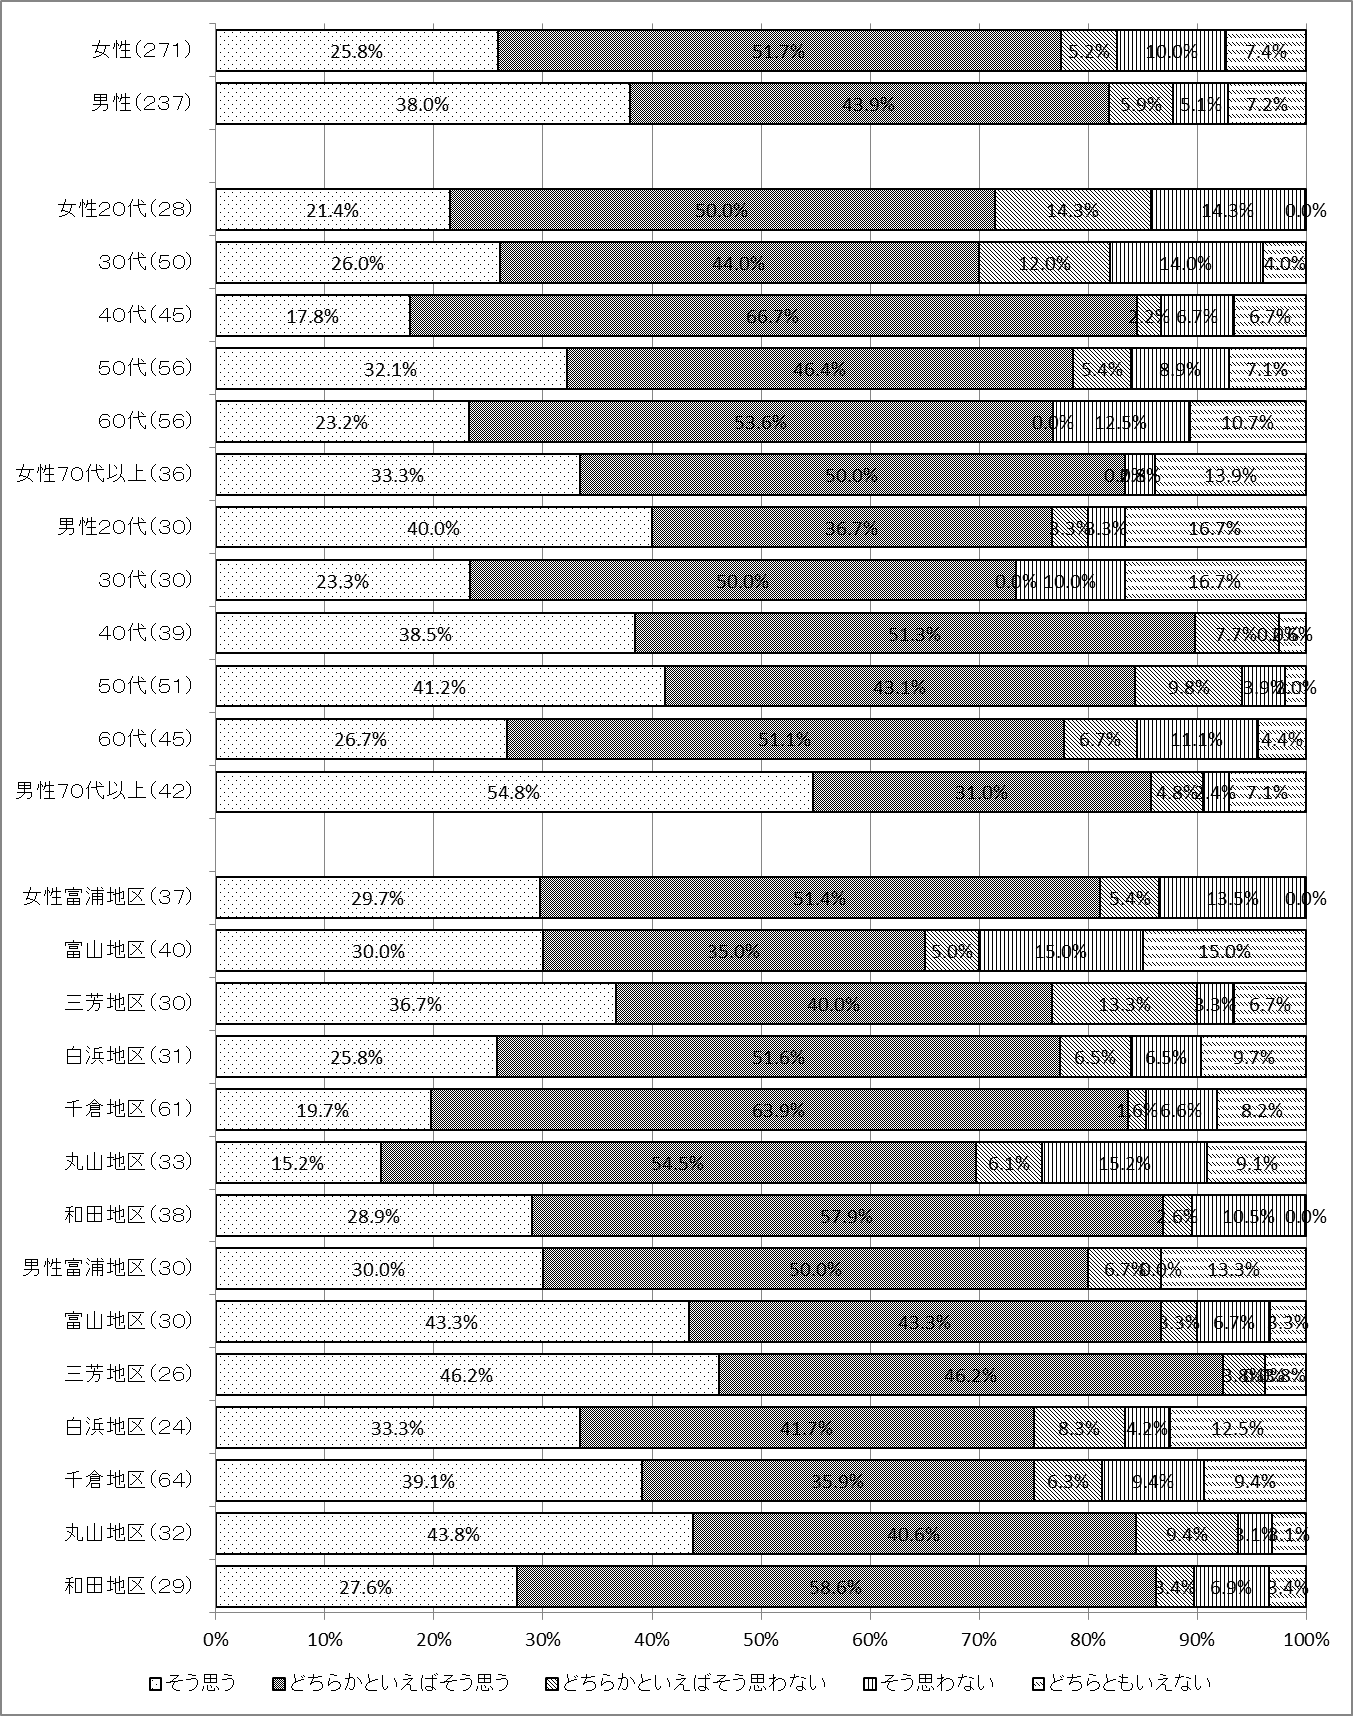 女性(271) 25.8% 51.7% 5.2% 10.0% 7.4%
男性(237) 38.0% 43.9% 5.9% 5.1% 7.2%
女性20代(28) 21.4% 50.0% 14.3% 14.3% 0.0%
30代(50) 26.0% 44.0% 12.0% 14.0% 4.0%
40代(45) 17.8% 66.7% 2.2% 6.7% 6.7%
50代(56) 32.1% 46.4% 5.4% 8.9% 7.1%
60代(56) 23.2% 53.6% 0.0% 12.5% 10.7%
女性70代以上(36) 33.3% 50.0% 13.9%
男性20代(30) 40.0% 36.7% 3.3% 3.3% 16.7%
30代(30) 23.3% 50.0% 0.0% 10.0% 16.7%
40代(39) 38.5% 51.3% 7.7%
50代(51) 41.2% 43.1% 9.8% 3.9% 2.0%
60代(45) 26.7% 51.1% 6.7% 11.1% 4.4%
男性70代以上(42) 54.8% 31.0% 4.8% 2.4% 7.1%
女性富浦地区(37) 29.7% 51.4% 5.4% 13.5% 0.0%
富山地区(40) 30.0% 35.0% 5.0% 15.0% 15.0%
三芳地区(30) 36.7% 40.0% 13.3% 3.3% 6.7%
白浜地区(31) 25.8% 51.6% 6.5% 6.5% 9.7%
千倉地区(61) 19.7% 63.9% 1.6% 6.6% 8.2%
丸山地区(33) 15.2% 54.5% 6.1% 15.2% 9.1%
和田地区(38) 28.9% 57.9% 2.6% 10.5% 0.0%
男性富浦地区(30) 30.0% 50.0% 6.7% 0.0% 13.3%
富山地区(30) 43.3% 43.3% 3.3% 6.7% 3.3%
三芳地区(26) 46.2% 46.2% 3.8%
白浜地区(24) 33.3% 41.7% 8.3% 4.2% 12.5%
千倉地区(64) 39.1% 35.9% 6.3% 9.4% 9.4%
丸山地区(32) 43.8% 40.6% 9.4% 3.1% 3.1%
和田地区(29) 27.6% 58.6% 3.4% 6.9% 3.4%
0% 10% 20% 30% 40% 50% 60% 70% 80% 90% 100%
そう思う どちらかといえばそう思う どちらかといえばそう思わない そう思わない どちらともいえない